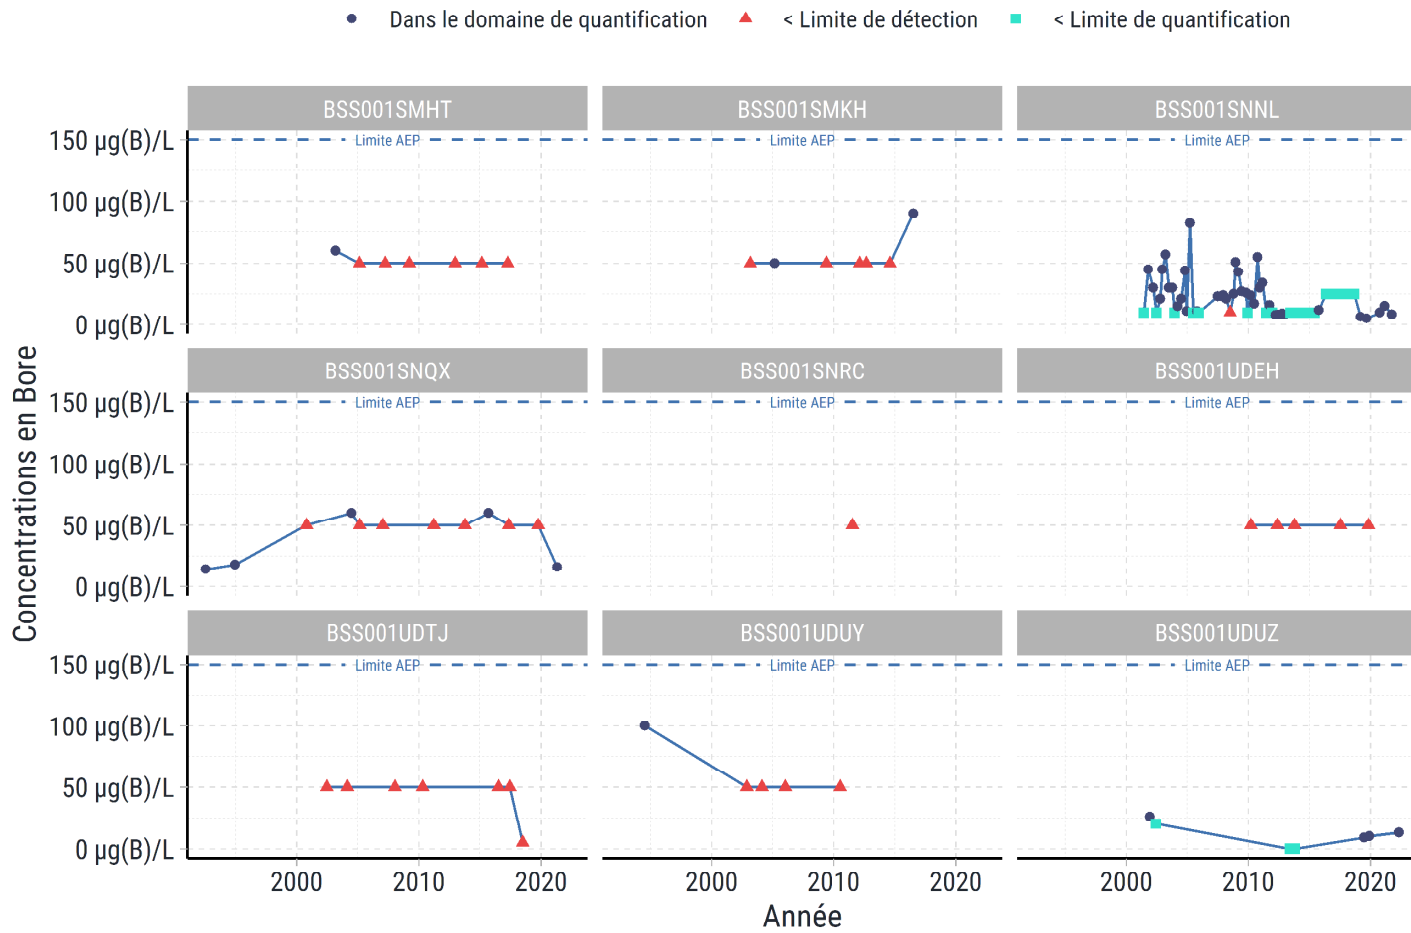 Dans le domaine de quantification < Limite de détection < Limite de quantification
BSS001SMHT BSS001SMKH BSS001SNNL
150 µg(B)/L Limite AEP Limite AEP Limite AEP
100 µg(B)/L
50 µg(B)/L
0 µg(B)/L
BSS001SNQX BSS001SNRC BSS001UDEH
150 µg(B)/L Limite AEP Limite AEP Limite AEP
100 µg(B)/L
50 µg(B)/L
0 µg(B)/L
BSS001UDTJ BSS001UDUY BSS001UDUZ
150 µg(B)/L Limite AEP Limite AEP Limite AEP
100 µg(B)/L
50 µg(B)/L
0 µg(B)/L
2000 2010 2020 2000 2010 2020 2000 2010 2020
Année
Concentrations en Bore